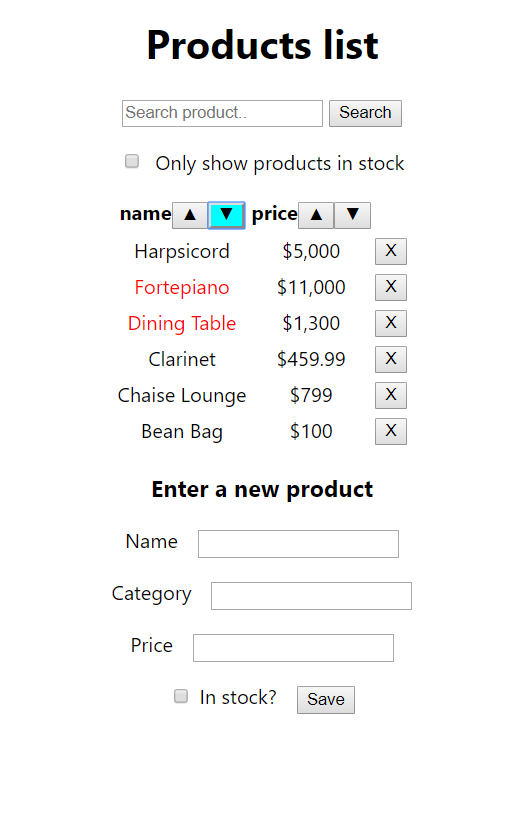 Products list
Search product.. Search
Only show products in stock
name ▲ ▼ price ▲ ▼
Harpsicord $5,000 X
Fortepiano $11,000 X
Dining Table $1,300 X
Clarinet $459.99 X
Chaise Lounge $799 X
Bean Bag $100 X
Enter a new product
Name
Category
Price
In stock? Save